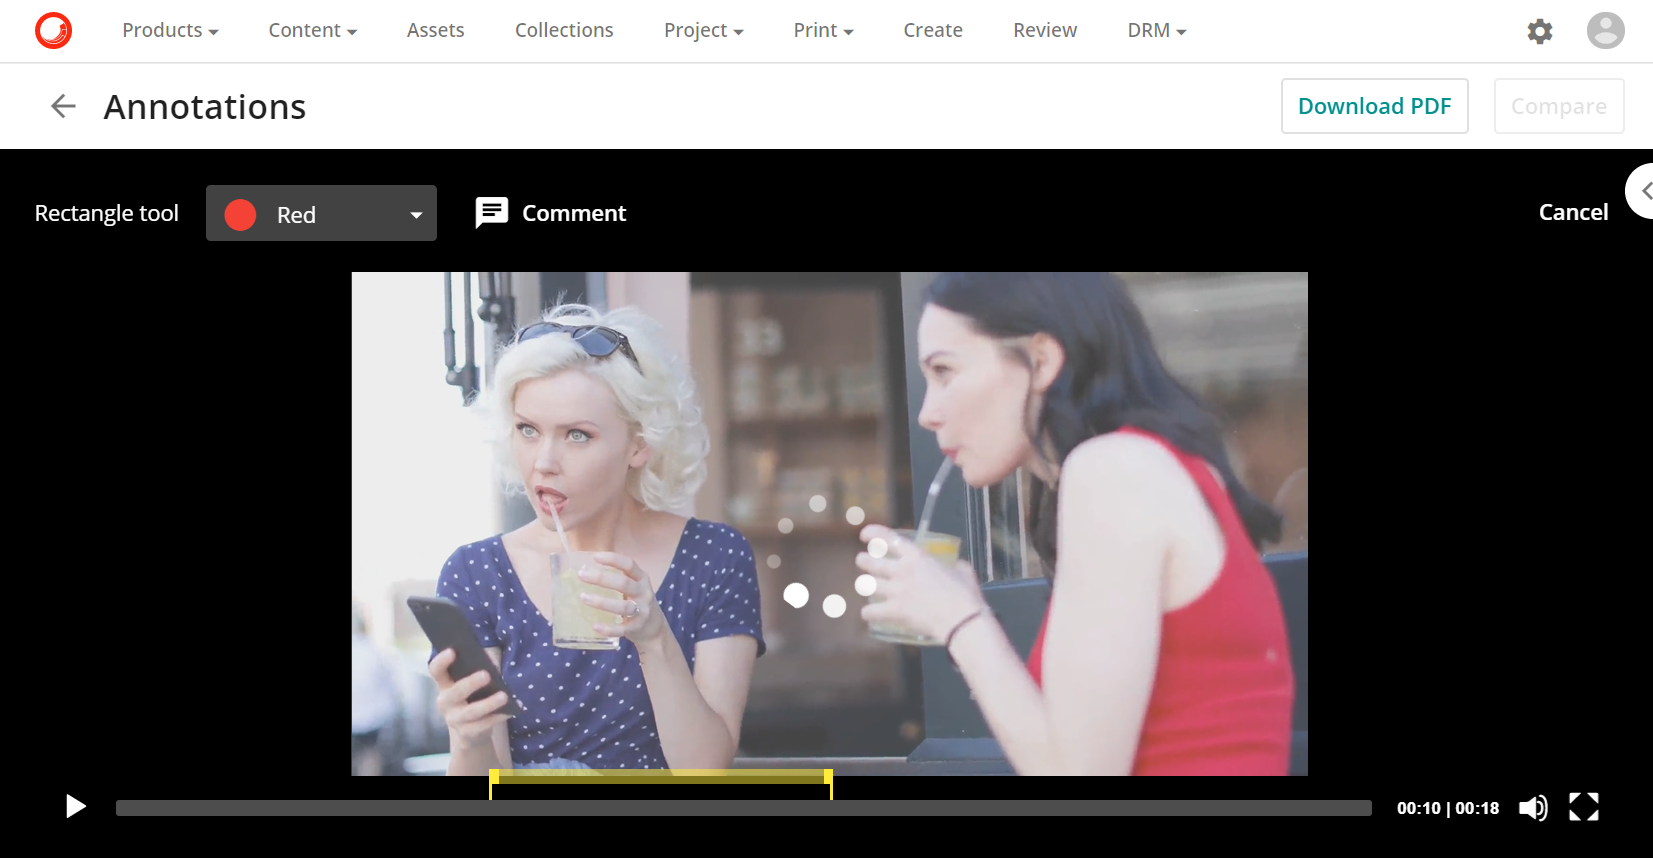 Products Content Assets Collections Project Print Create Review DRM
Annotations
Download PDF Compare
Rectangle tool Red Comment Cancel
00:10 | 00:18